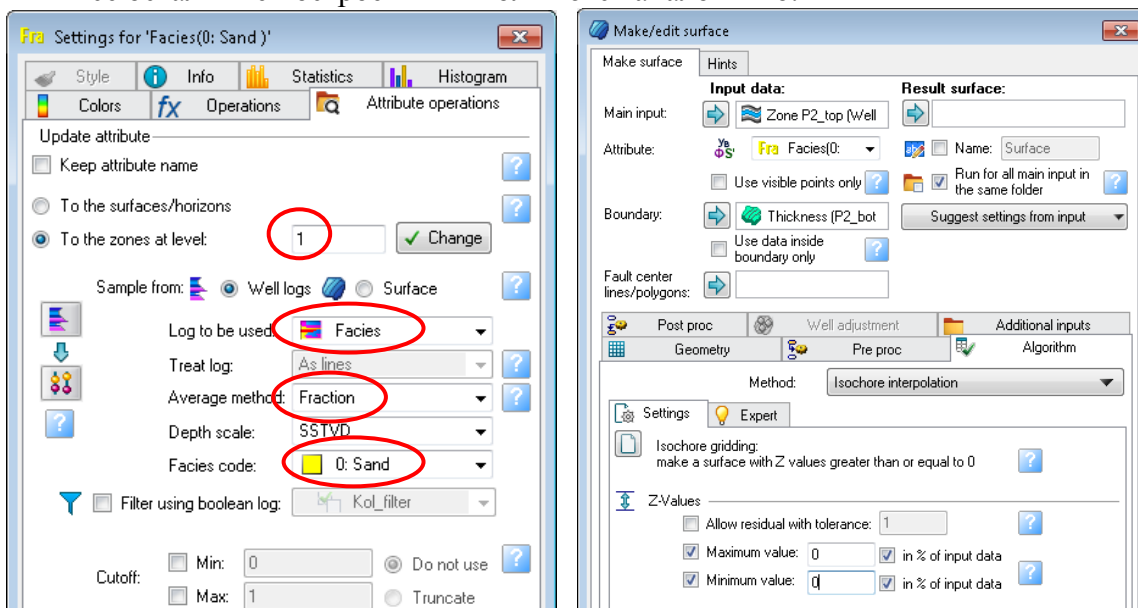 Fra Settings for 'Facies(0: Sand )'
Style Info Statistics Histogram
Colors fx Operations Attribute operations
Update attribute
Keep attribute name ?
To the surfaces/horizons ?
To the zones at level: 1 Change
Sample from: Well logs Surface ?
Log to be used: Facies
Treat log: As lines ?
Average method: Fraction ?
Depth scale: SSTVD
Facies code: 0: Sand
?
Filter using boolean log: Kol_filter
Cutoff:
Min: 0 Do not use ?
Max: 1 Truncate
Make/edit surface
Make surface Hints
Input data: Result surface:
Main input: Zone P2_top (Well
Attribute: Fra Facies(0: Name: Surface
Use visible points only ? Run for all main input in the same folder ?
Boundary: Thickness (P2_bot Suggest settings from input
Use data inside boundary only ?
Fault center
lines/polygons:
Post proc Well adjustment Additional inputs
Geometry Pre proc Algorithm
Method: Isochore interpolation
Settings Expert
Isochore gridding:
make a surface with Z values greater than or equal to 0 ?
Z-Values
Allow residual with tolerance: 1 ?
Maximum value: 0 in % of input data
Minimum value: 0 in % of input data ?